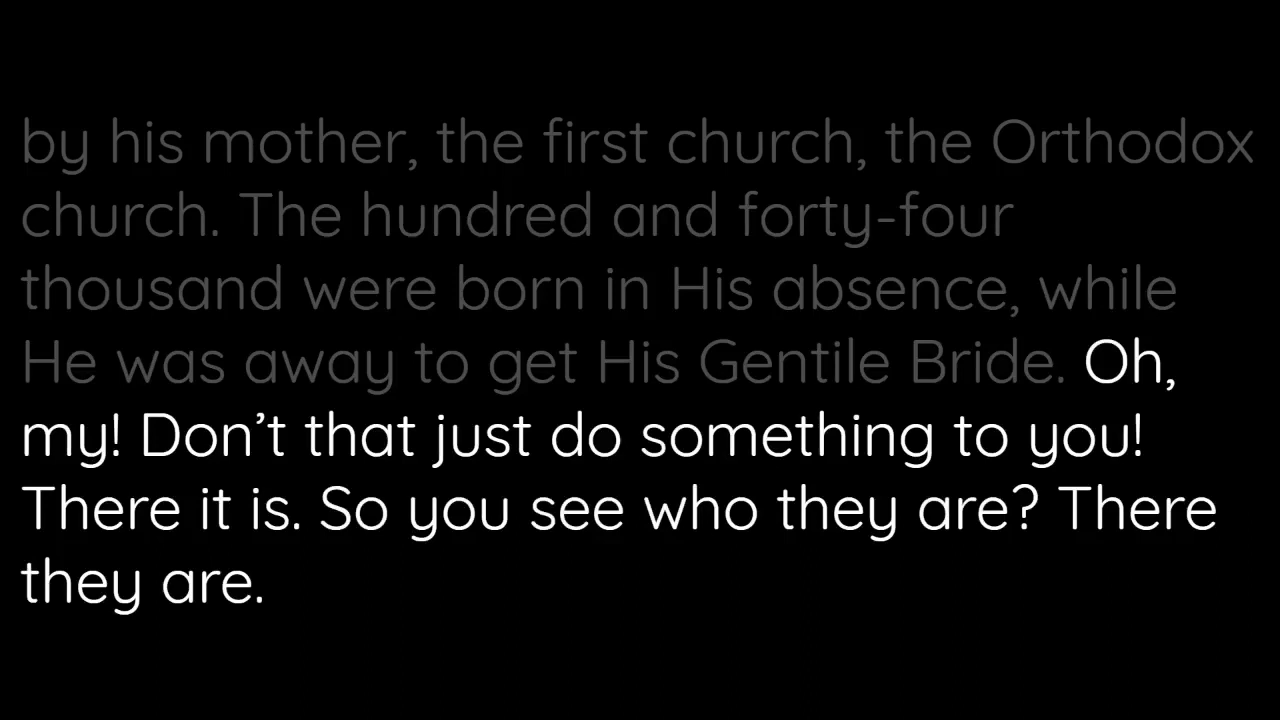 by his mother, the first church, the Orthodox
church. The hundred and forty-four
thousand were born in His absence, while
He was away to get His Gentile Bride. Oh,
my! Don’t that just do something to you!
There it is. So you see who they are? There
they are.